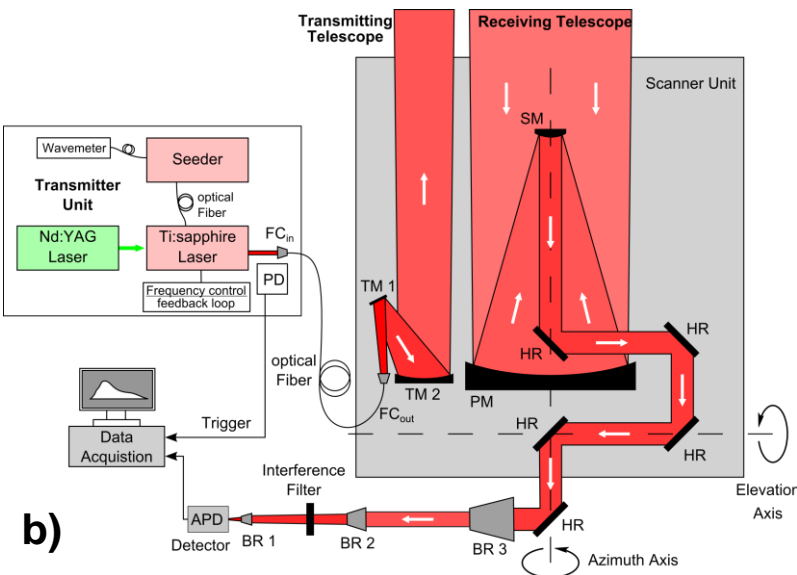 Transmitting
Telescope
Receiving Telescope
Scanner Unit
SM
Wavemeter
Seeder
Transmitter
Unit
optical
Fiber
Nd:YAG
Laser
Ti:sapphire
Laser
FCin
PD
Frequency control
feedback loop
TM 1
HR
HR
optical
Fiber
TM 2
PM
FCout
Trigger
Data
Acquistion
HR
HR
Elevation
Axis
Interference
Filter
b)
APD
Detector
BR 1
BR 2
BR 3
HR
Azimuth Axis